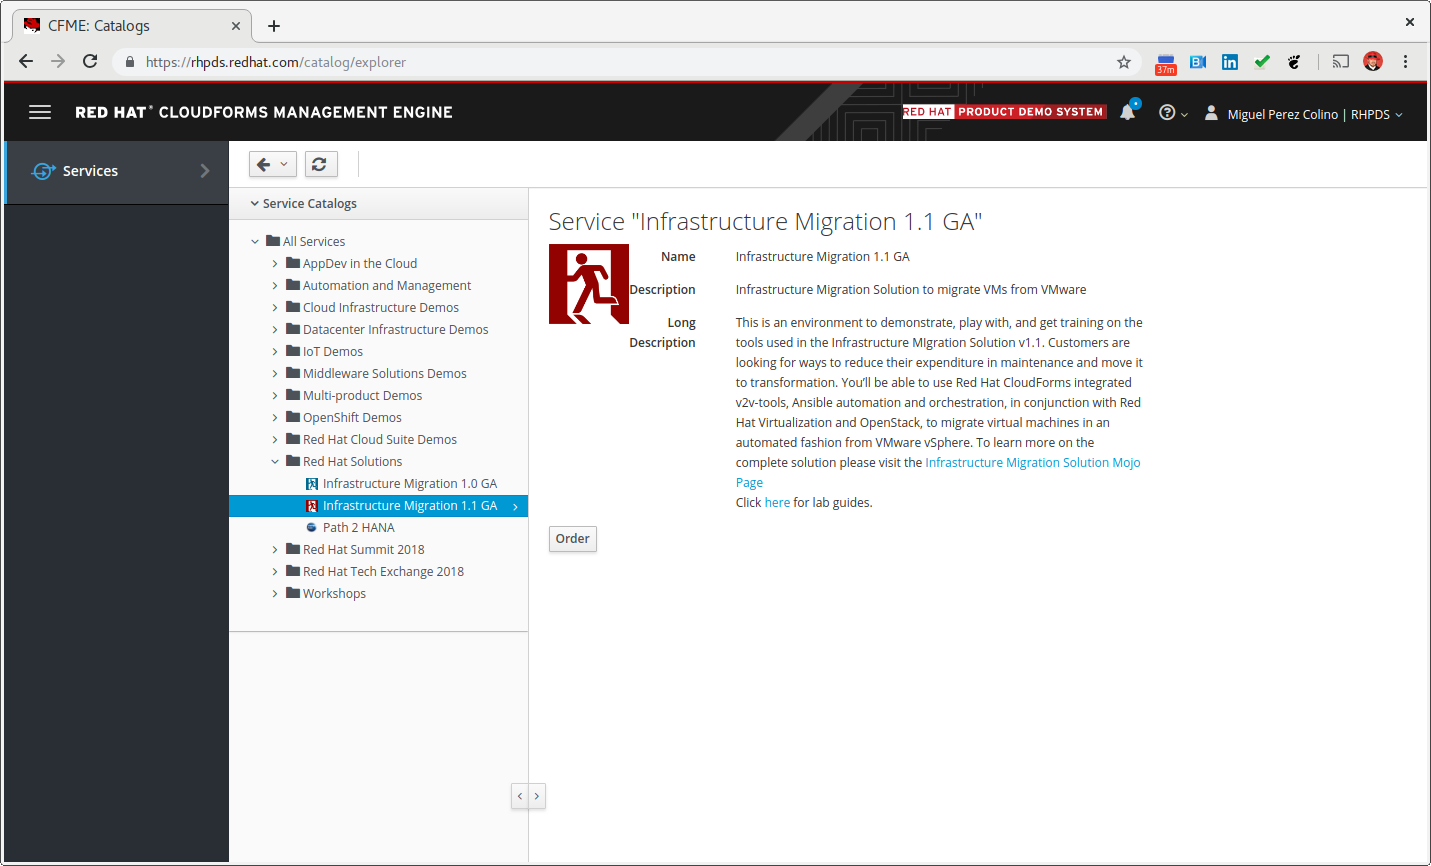 CFME: Catalogs
https://rhpds.redhat.com/catalog/explorer
37m
RED HAT® CLOUDFORMS MANAGEMENT ENGINE
RED HAT PRODUCT DEMO SYSTEM
Miguel Perez Colino | RHPDS
Services
Service Catalogs
All Services
AppDev in the Cloud
Automation and Management
Cloud Infrastructure Demos
Datacenter Infrastructure Demos
IoT Demos
Middleware Solutions Demos
Multi-product Demos
OpenShift Demos
Red Hat Cloud Suite Demos
Red Hat Solutions
Infrastructure Migration 1.0 GA
Infrastructure Migration 1.1 GA
Path 2 HANA
Red Hat Summit 2018
Red Hat Tech Exchange 2018
Workshops
Service "Infrastructure Migration 1.1 GA"
Name Infrastructure Migration 1.1 GA
Description Infrastructure Migration Solution to migrate VMs from VMware
Long Description
This is an environment to demonstrate, play with, and get training on the
tools used in the Infrastructure MIgration Solution v1.1. Customers are
looking for ways to reduce their expenditure in maintenance and move it
to transformation. You'll be able to use Red Hat CloudForms integrated
v2v-tools, Ansible automation and orchestration, in conjunction with Red
Hat Virtualization and OpenStack, to migrate virtual machines in an
automated fashion from VMware vSphere. To learn more on the
complete solution please visit the Infrastructure Migration Solution Mojo
Page
Click here for lab guides.
Order